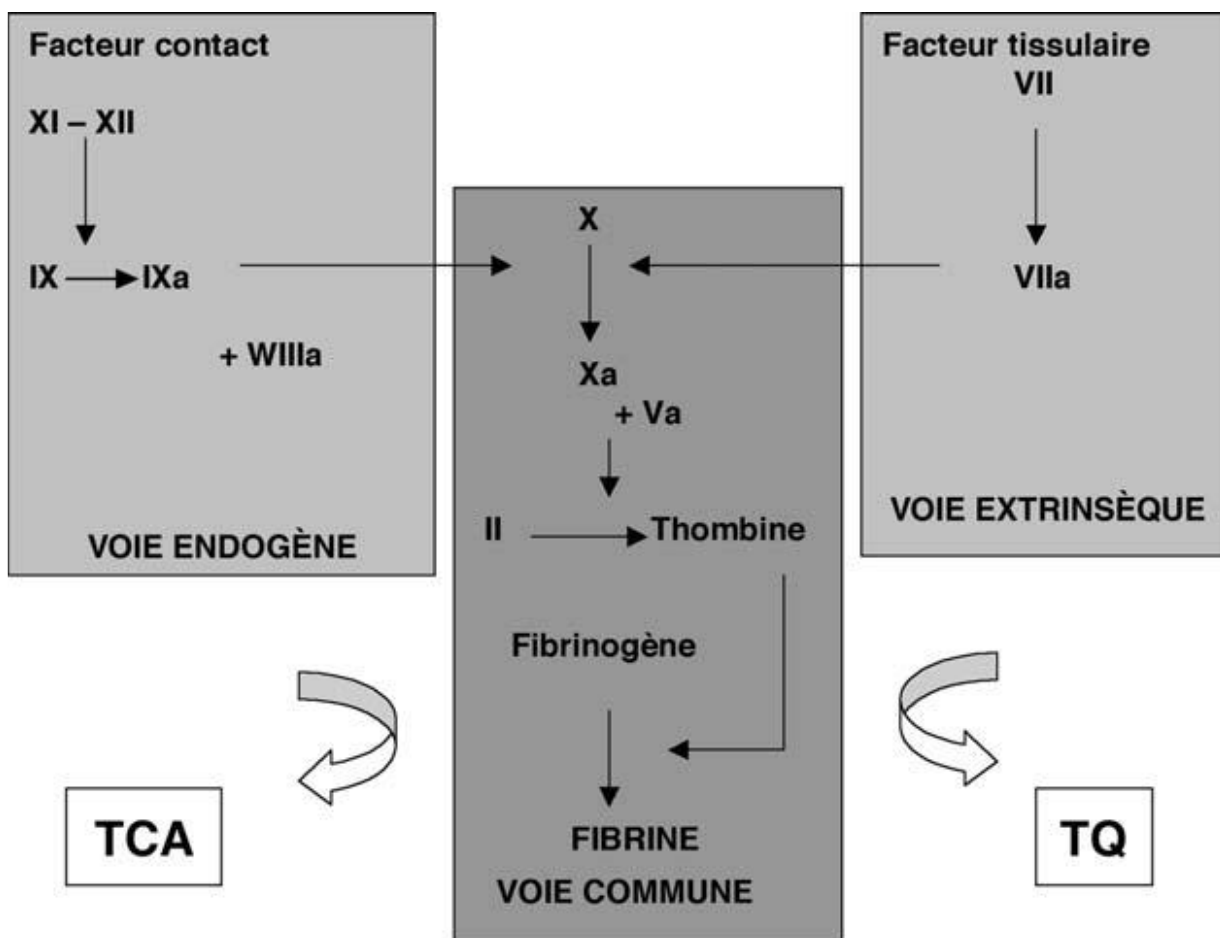 Facteur contact
XI – XII
IX
IXa
+ WIIIa
VOIE ENDOGÈNE
X
Xa
+ Va
II
Thombine
Fibrinogène
FIBRINE
VOIE COMMUNE
Facteur tissulaire
VII
VIIa
VOIE EXTRINSÈQUE
TCA
TQ